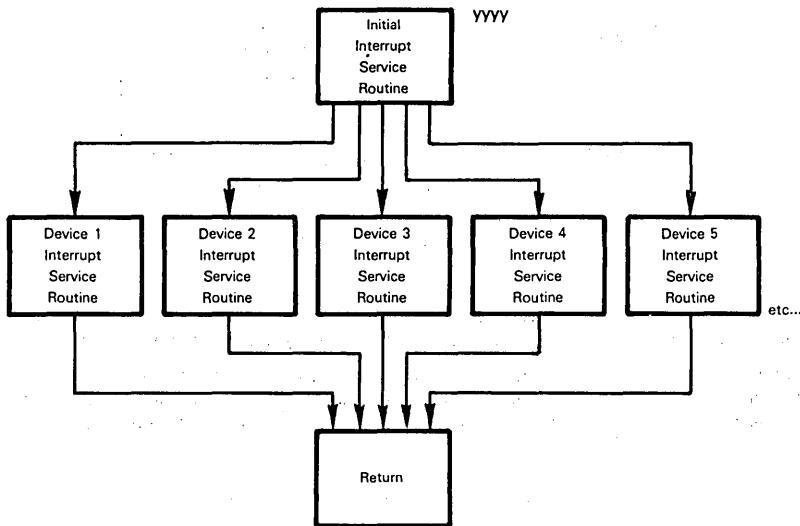 yyyy
Initial
Interrupt
Service
Routine
Device 1
Interrupt
Service
Routine
Device 2
Interrupt
Service
Routine
Device 3
Interrupt
Service
Routine
Device 4
Interrupt
Service
Routine
Device 5
Interrupt
Service
Routine
etc...
Return